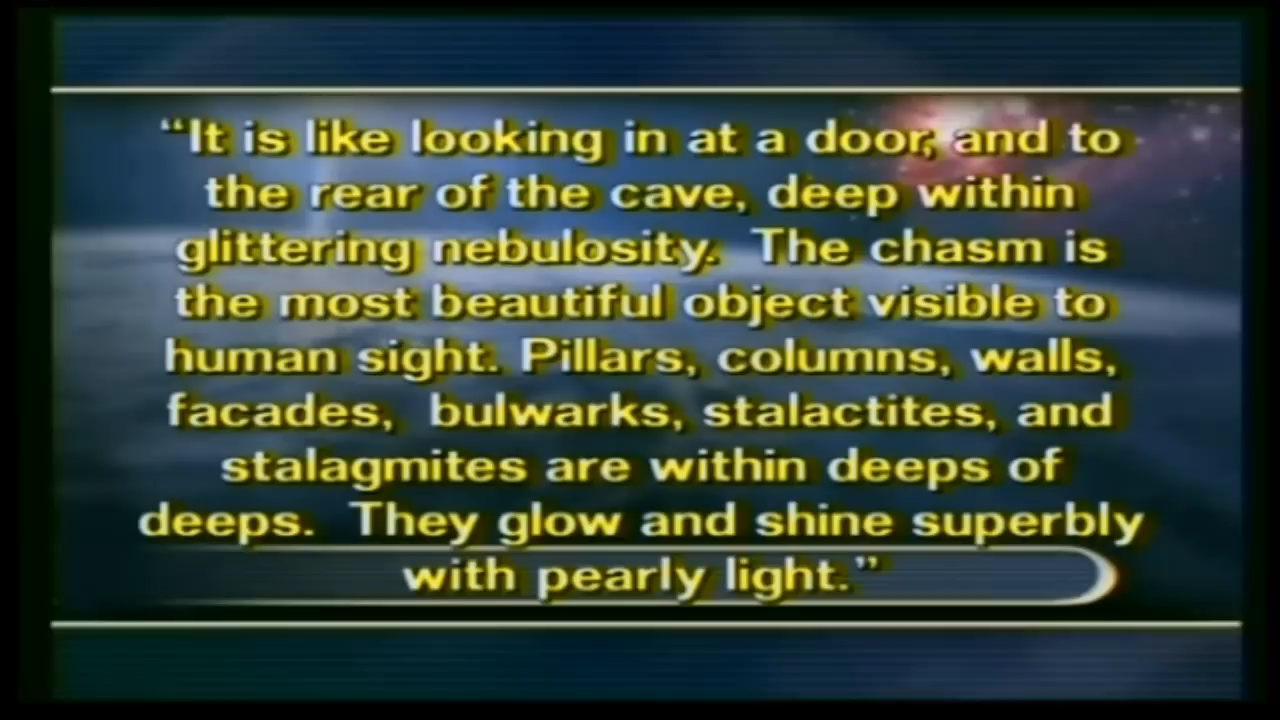 “It is like looking in at a door, and to
the rear of the cave, deep within
glittering nebulosity.  The chasm is
the most beautiful object visible to
human sight. Pillars, columns, walls,
facades,  bulwarks, stalactites, and
stalagmites are within deeps of
deeps.  They glow and shine superbly
with pearly light.”